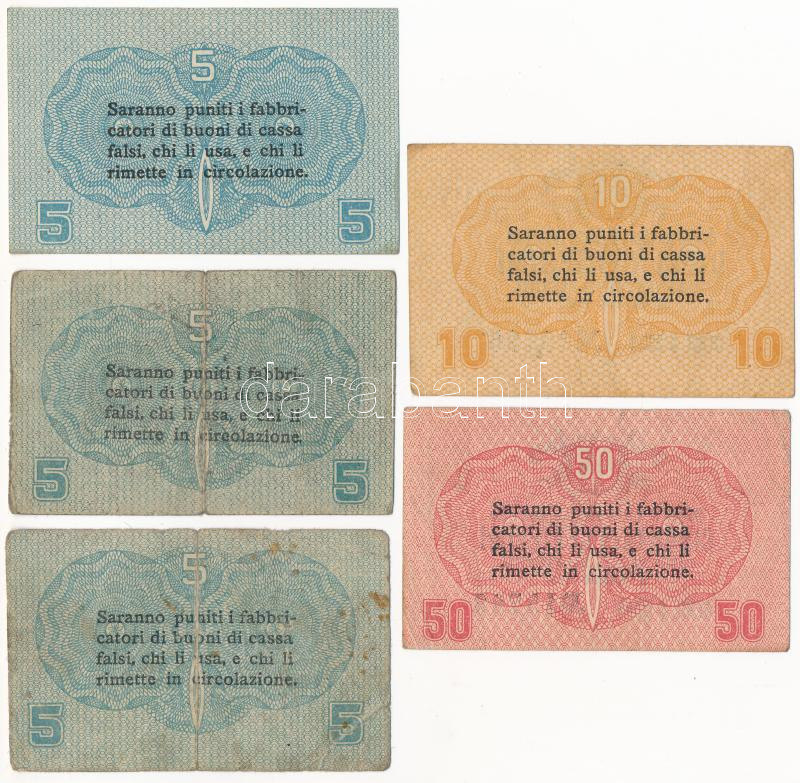 5
Saranno puniti i fabbri-
catori di buoni di cassa
falsi, chi li usa, e chi li
rimette in circolazione.
5 5
5
Saranno puniti i fabbri-
catori di buoni di cassa
falsi, chi li usa, e chi li
rimette in circolazione.
5 5
5
Saranno puniti i fabbri-
catori di buoni di cassa
falsi, chi li usa, e chi li
rimette in circolazione.
5 5
10
Saranno puniti i fabbri-
catori di buoni di cassa
falsi, chi li usa, e chi li
rimette in circolazione.
10 10
50
Saranno puniti i fabbri-
catori di buoni di cassa
falsi, chi li usa, e chi li
rimette in circolazione.
50 50
darabanth